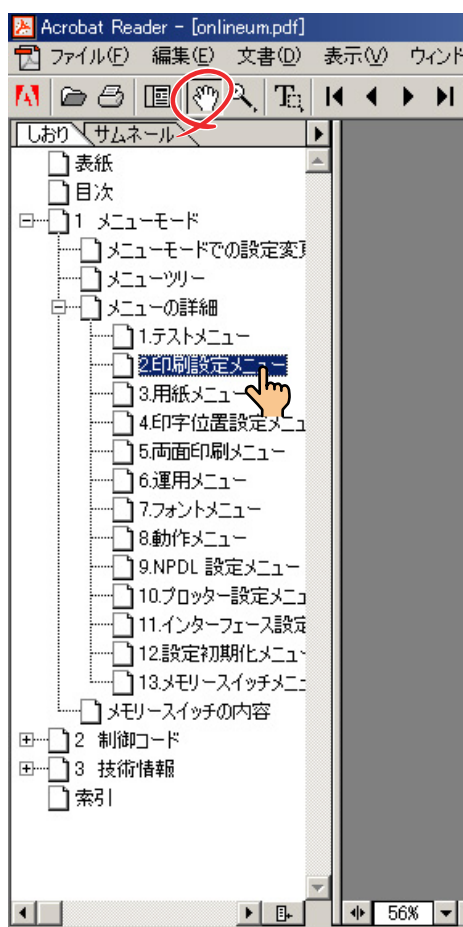 Acrobat Reader - [onlineum.pdf]
ファイル(F) 編集(E) 文書(D) 表示(V) ウィンド
しおり サムネール
表紙
目次
1 メニューモード
メニューモードでの設定変
メニューツリー
メニューの詳細
1.テストメニュー
2.印刷設定メニュー
3.用紙メニュー
4.印字位置設定メニュ
5.両面印刷メニュー
6.運用メニュー
7.フォントメニュー
8.動作メニュー
9.NPDL 設定メニュー
10.プロッター設定メニュ
11.インターフェース設定
12.設定初期化メニュー
13.メモリースイッチメニュ
メモリースイッチの内容
2 制御コード
3 技術情報
索引
56%